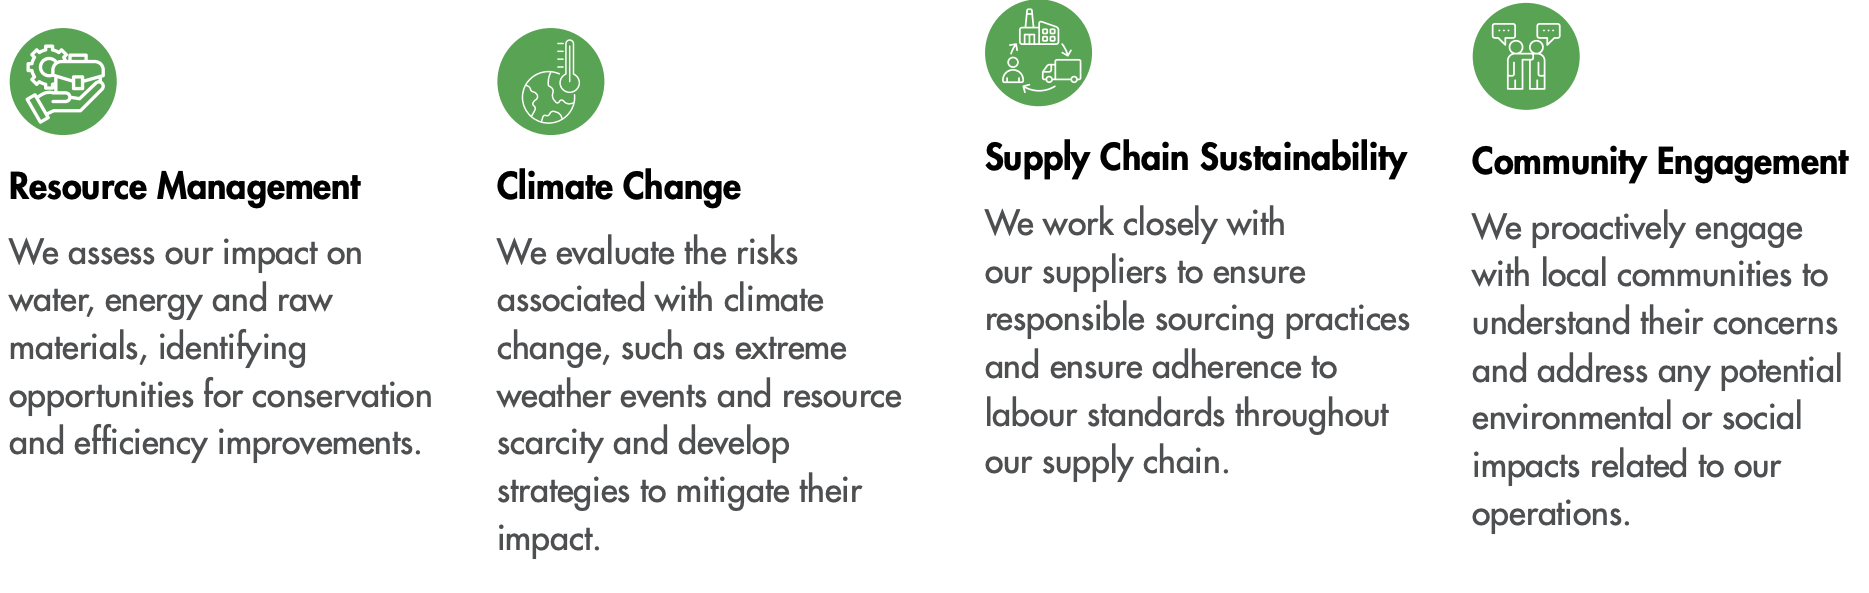 Resource Management
We assess our impact on
water, energy and raw
materials, identifying
opportunities for conservation
and efficiency improvements.
Climate Change
We evaluate the risks
associated with climate
change, such as extreme
weather events and resource
scarcity and develop
strategies to mitigate their
impact.
Supply Chain Sustainability
We work closely with
our suppliers to ensure
responsible sourcing practices
and ensure adherence to
labour standards throughout
our supply chain.
Community Engagement
We proactively engage
with local communities to
understand their concerns
and address any potential
environmental or social
impacts related to our
operations.